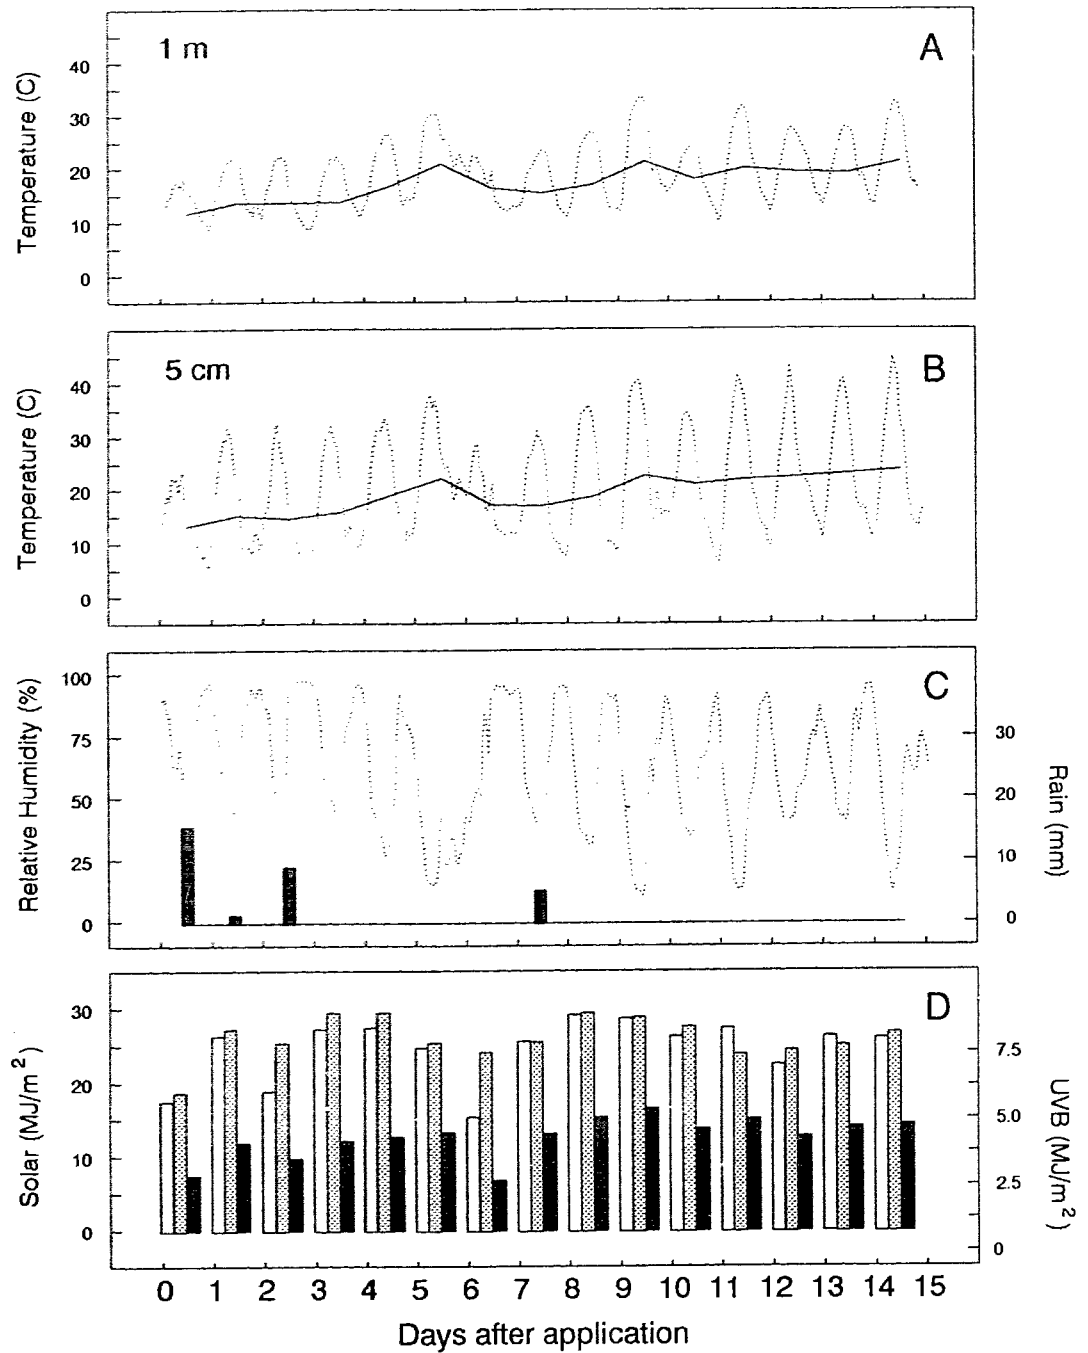 1 m
A
Temperature (C)
40
30
20
10
0
5 cm
B
Temperature (C)
40
30
20
10
0
C
Relative Humidity (%)
100
75
50
25
0
Rain (mm)
30
20
10
0
D
Solar (MJ/m 2 )
30
20
10
0
UVB (MJ/m 2 )
7.5
5.0
2.5
0
0 1 2 3 4 5 6 7 8 9 10 11 12 13 14 15
Days after application